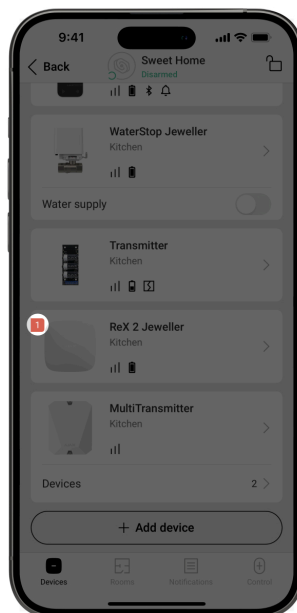 9:41
Back
Sweet Home
Disarmed
WaterStop Jeweller
Kitchen
Water supply
Transmitter
Kitchen
1
ReX 2 Jeweller
Kitchen
MultiTransmitter
Kitchen
Devices 2
+ Add device
Devices Rooms Notifications Control